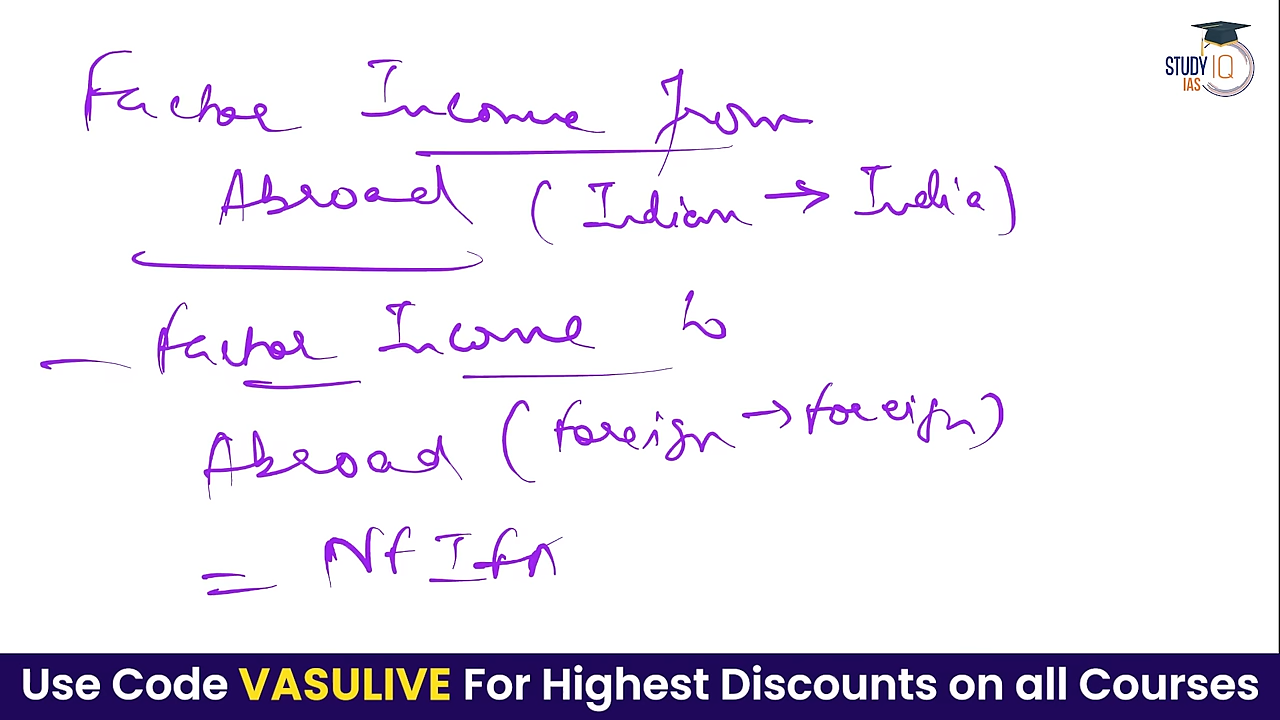 STUDY IQ
IAS
Factor Income from
Abroad (Indian → India)
— Factor Income to
Abroad (foreign → foreign)
= NFIfA
Use Code VASULIVE For Highest Discounts on all Courses